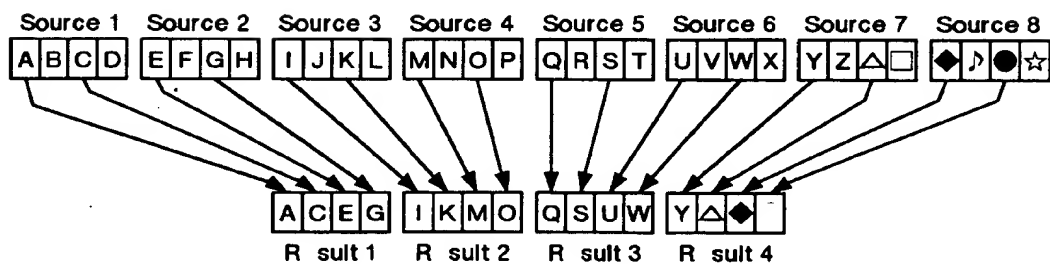 Source 1 Source 2 Source 3 Source 4 Source 5 Source 6 Source 7 Source 8
A B C D E F G H I J K L M N O P Q R S T U V W X Y Z △ □ ◆ ♪ ● ☆
A C E G I K M O Q S U W Y △ ◆
R sult 1 R sult 2 R sult 3 R sult 4